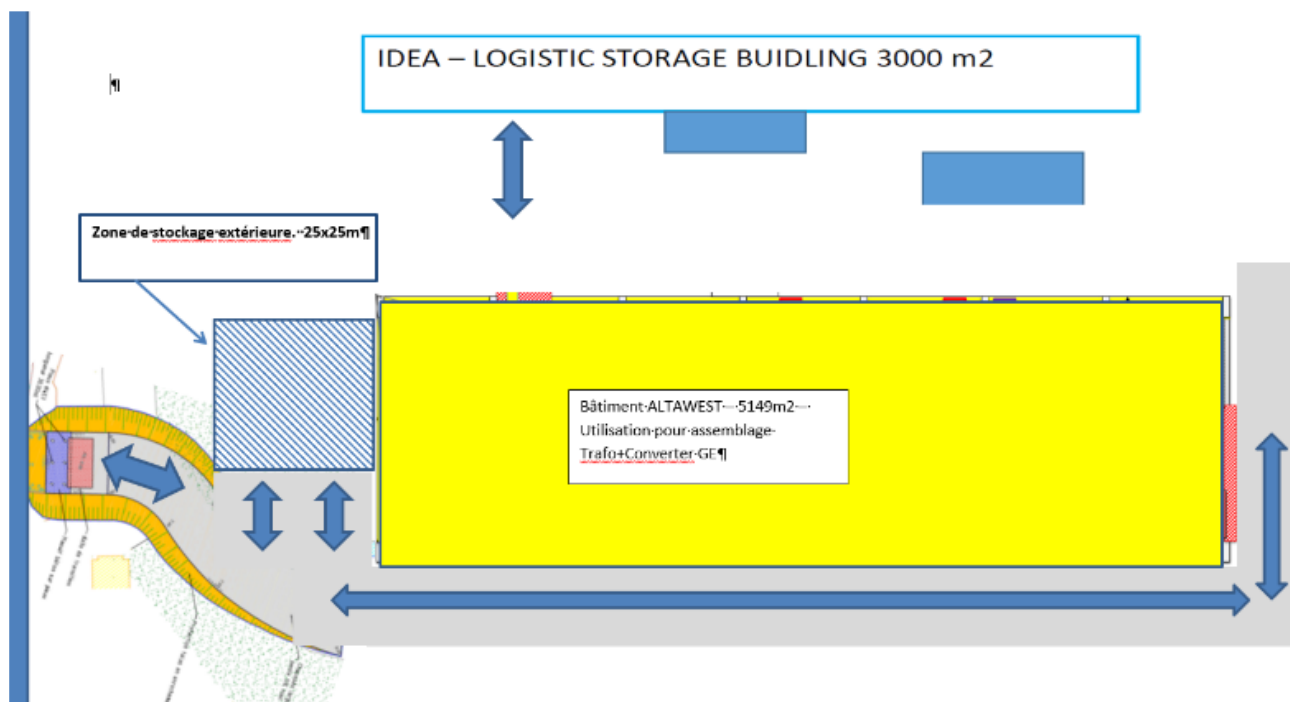 IDEA – LOGISTIC STORAGE BUIDLING 3000 m2
¶
Zone·de·stockage·extérieure.··25x25m¶
Bâtiment·ALTAWEST·–·5149m2·–·
Utilisation·pour·assemblage·
Trafo+Converter·GE¶